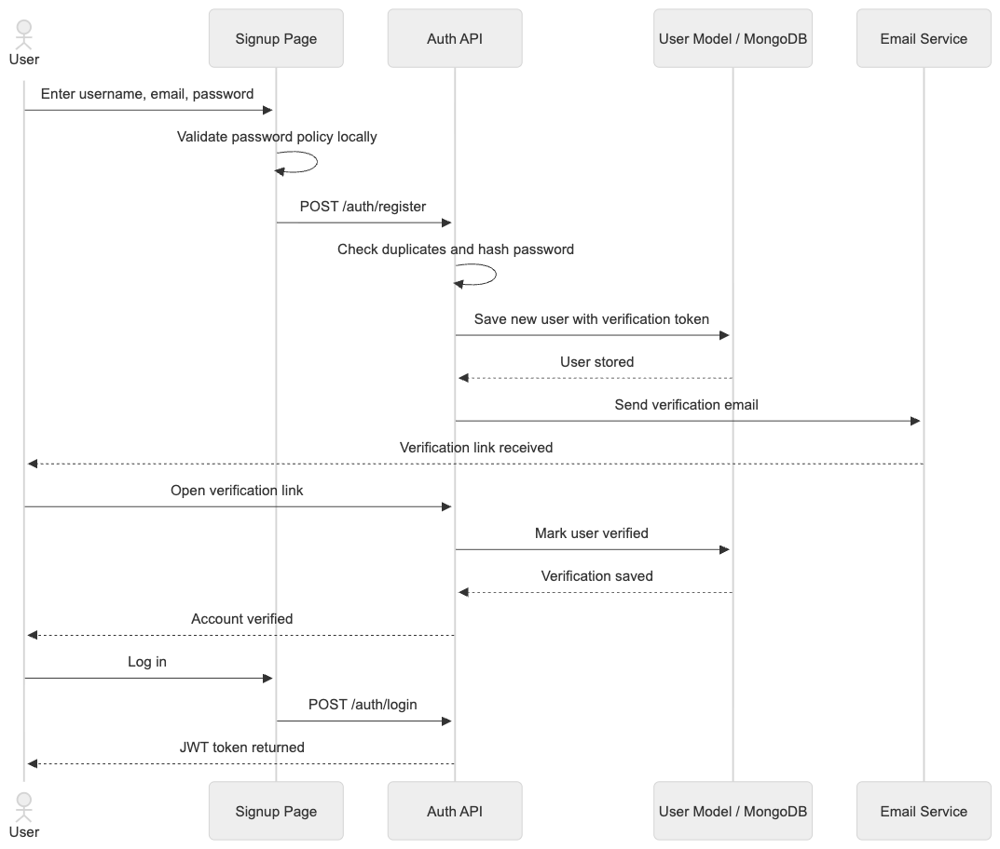 User
Signup Page
Auth API
User Model / MongoDB
Email Service
Enter username, email, password
Validate password policy locally
POST /auth/register
Check duplicates and hash password
Save new user with verification token
User stored
Send verification email
Verification link received
Open verification link
Mark user verified
Verification saved
Account verified
Log in
POST /auth/login
JWT token returned
User
Signup Page
Auth API
User Model / MongoDB
Email Service